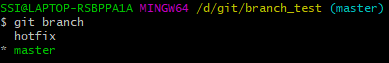 SSI@LAPTOP-RSBPPA1A MINGW64 /d/git/branch_test (master)
$ git branch
  hotfix
* master